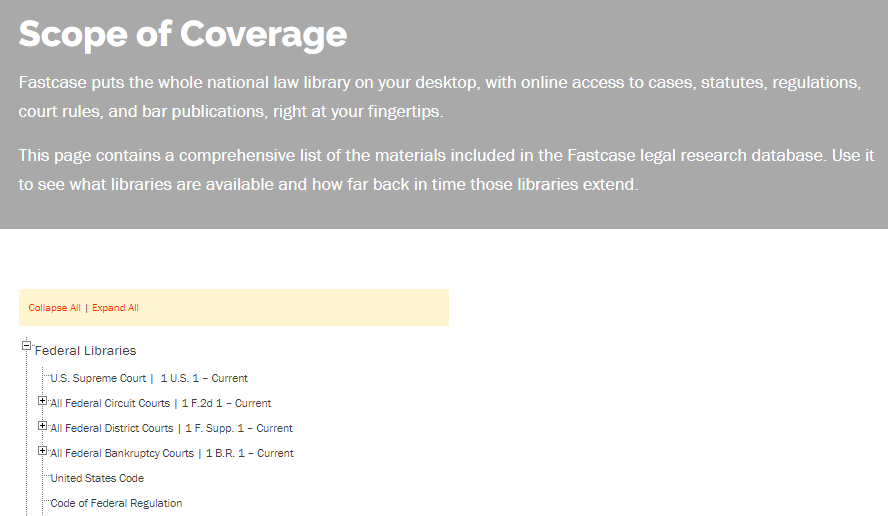 Scope of Coverage
Fastcase puts the whole national law library on your desktop, with online access to cases, statutes, regulations,
court rules, and bar publications, right at your fingertips.
This page contains a comprehensive list of the materials included in the Fastcase legal research database. Use it
to see what libraries are available and how far back in time those libraries extend.
Collapse All | Expand All
Federal Libraries
U.S. Supreme Court | 1 U.S. 1 – Current
All Federal Circuit Courts | 1 F.2d 1 – Current
All Federal District Courts | 1 F. Supp. 1 – Current
All Federal Bankruptcy Courts | 1 B.R. 1 – Current
United States Code
Code of Federal Regulation